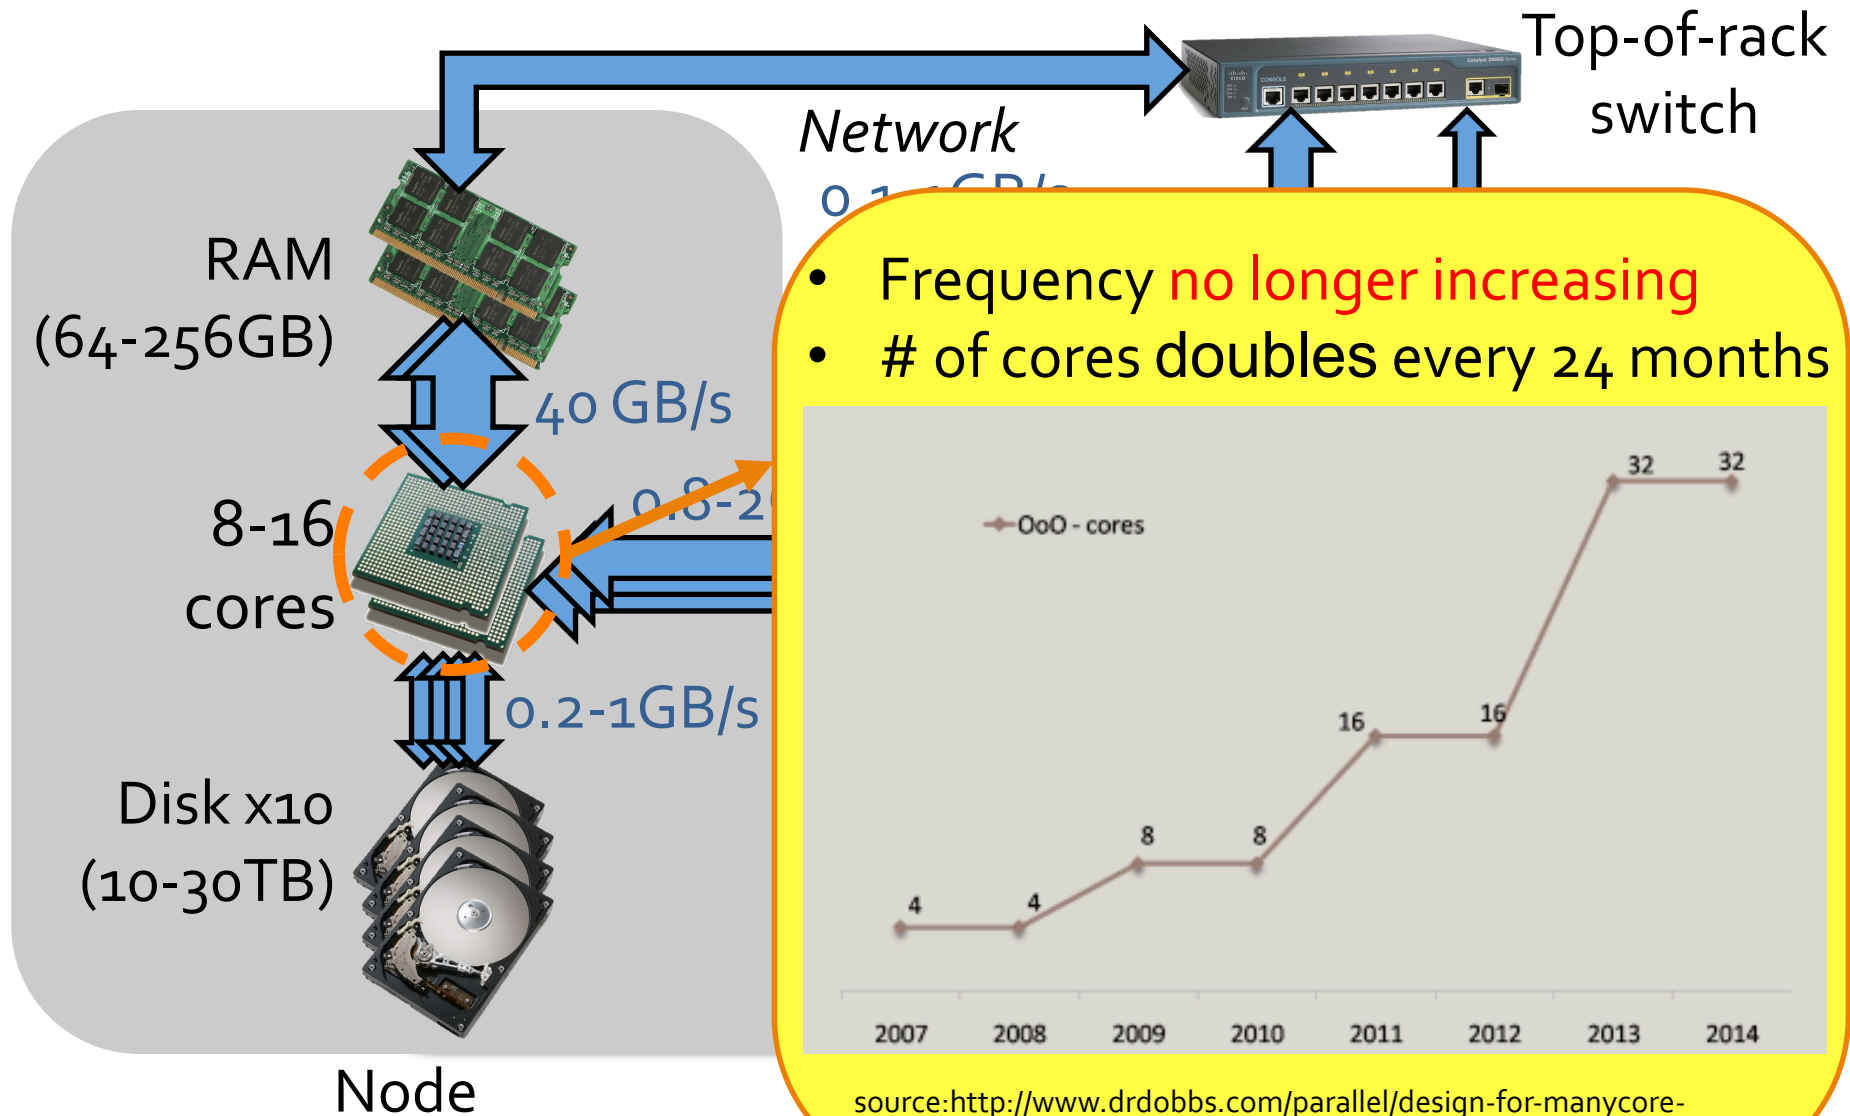 Top-of-rack
switch
CISCO
CONSOLE
Network
RAM
(64-256GB)
40 GB/s
8-16
cores
0.2-1GB/s
Disk x10
(10-30TB)
Node
• Frequency no longer increasing
• # of cores doubles every 24 months
OoO - cores
4 4 8 8 16 16 32 32
2007 2008 2009 2010 2011 2012 2013 2014
source:http://www.drdobbs.com/parallel/design-for-manycore-